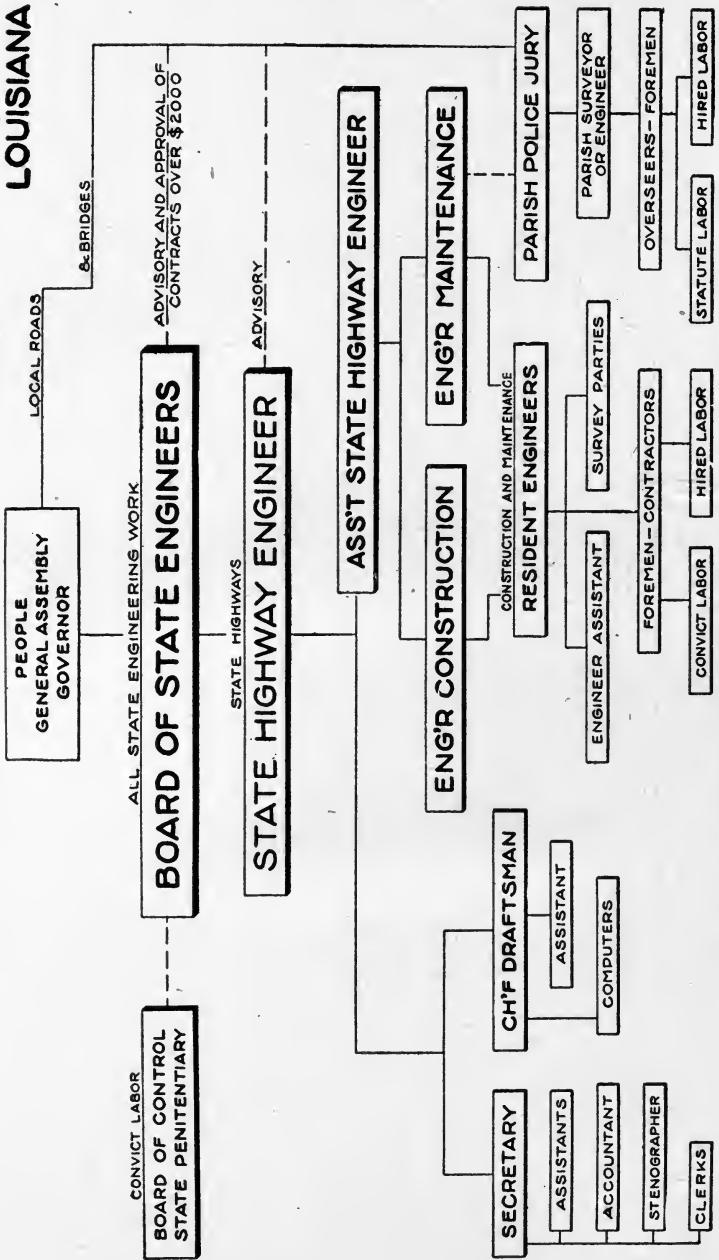 LOUISIANA
PEOPLE
GENERAL ASSEMBLY
GOVERNOR
LOCAL ROADS
& BRIDGES
ALL STATE ENGINEERING WORK
BOARD OF STATE ENGINEERS
ADVISORY AND APPROVAL OF
CONTRACTS OVER $2000
CONVICT LABOR
BOARD OF CONTROL
STATE PENITENTIARY
STATE HIGHWAYS
STATE HIGHWAY ENGINEER
ADVISORY
ASS'T STATE HIGHWAY ENGINEER
ENG'R CONSTRUCTION
ENG'R MAINTENANCE
SECRETARY
ASSISTANTS
ACCOUNTANT
STENOGRAPHER
CLERKS
CH'F DRAFTSMAN
ASSISTANT
COMPUTERS
CONSTRUCTION AND MAINTENANCE
RESIDENT ENGINEERS
ENGINEER ASSISTANT
SURVEY PARTIES
FOREMEN-CONTRACTORS
CONVICT LABOR
HIRED LABOR
PARISH POLICE JURY
PARISH SURVEYOR
OR ENGINEER
OVERSEERS-FOREMEN
STATUTE LABOR
HIRED LABOR